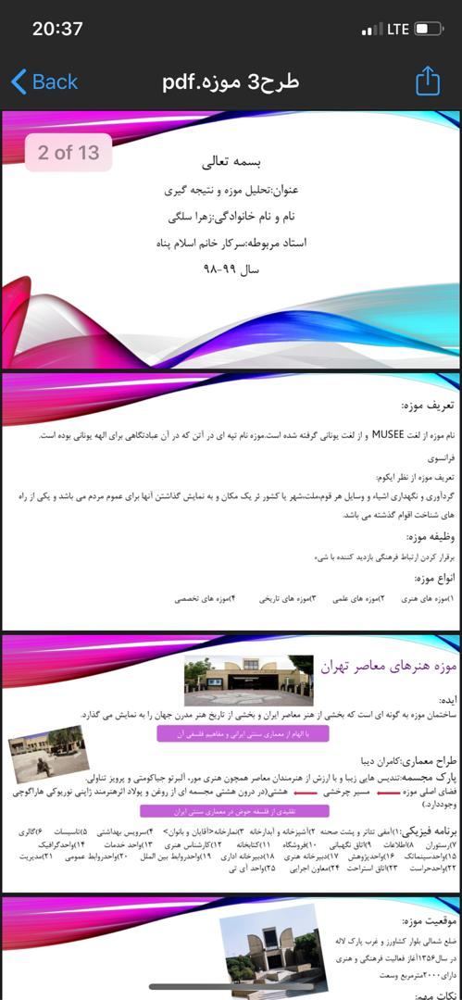 20:37
LTE
Back
طرح3 موزه.pdf
2 of 13
بسمه تعالی
عنوان:تحلیل موزه و نتیجه گیری
نام و نام خانوادگی:زهرا سلگی
استاد مربوطه:سرکار خانم اسلام پناه
سال ۹۹-۹۸
تعریف موزه:
نام موزه از لغت MUSEE و از لغت یونانی گرفته شده است.موزه نام تپه ای در آتن که در آن عبادتگاهی برای الهه یونانی بوده است.
فرانسوی
تعریف موزه از نظر ایکوم:
گردآوری و نگهداری اشیاء و وسایل هر قوم،ملت،شهر یا کشور در یک مکان و به نمایش گذاشتن آنها برای عموم مردم می باشد و یکی از راه
های شناخت اقوام گذشته می باشد.
وظیفه موزه:
برقرار کردن ارتباط فرهنگی بازدید کننده با شیء
انواع موزه:
۱)موزه های هنری ۲)موزه های علمی ۳)موزه های تاریخی ۴)موزه های تخصصی
موزه هنرهای معاصر تهران
ایده:
ساختمان موزه به گونه ای است که بخشی از هنر معاصر ایران و بخشی از تاریخ هنر مدرن جهان را به نمایش می گذارد.
با الهام از معماری سنتی ایرانی و مفاهیم فلسفی آن
طراح معماری:کامران دیبا
پارک مجسمه:تندیس هایی زیبا و با ارزش از هنرمندان معاصر همچون هنری مور، آلبرتو جیاکومتی و پرویز تناولی.
فضای اصلی موزه مسیر چرخشی هشتی(در درون هشتی مجسمه ای از روغن و پولاد اثرهنرمند ژاپنی نوریوکی هاراگوچی
وجوددارد.)
تقلیدی از فلسفه حوض در معماری سنتی ایران
برنامه فیزیکی:۱)آمفی تئاتر و پشت صحنه ۲)آشپزخانه و آبدارخانه ۳)نمازخانه<آقایان و بانوان> ۴)سرویس بهداشتی ۵)تاسیسات ۶)گالری
۷)رستوران ۸)اطلاعات ۹)اتاق نگهبانی ۱۰)فروشگاه ۱۱)کتابخانه ۱۲)کارشناس هنری ۱۳)واحد خدمات ۱۴)واحدگرافیک
۱۵)واحدسینماتک ۱۶)واحدپژوهش ۱۷)دبیرخانه هنری ۱۸)دبیرخانه اداری ۱۹)واحدروابط بین الملل ۲۰)واحدروابط عمومی ۲۱)مدیریت
۲۲)واحدحراست ۲۳)اتاق استراحت ۲۴)معاون اجرایی ۲۵)واحد آی تی
موقعیت موزه:
ضلع شمالی بلوار کشاورز و غرب پارک لاله
در سال۱۳۵۶آغاز فعالیت فرهنگی و هنری
دارای۲۰۰۰مترمربع وسعت
نکات مهم: